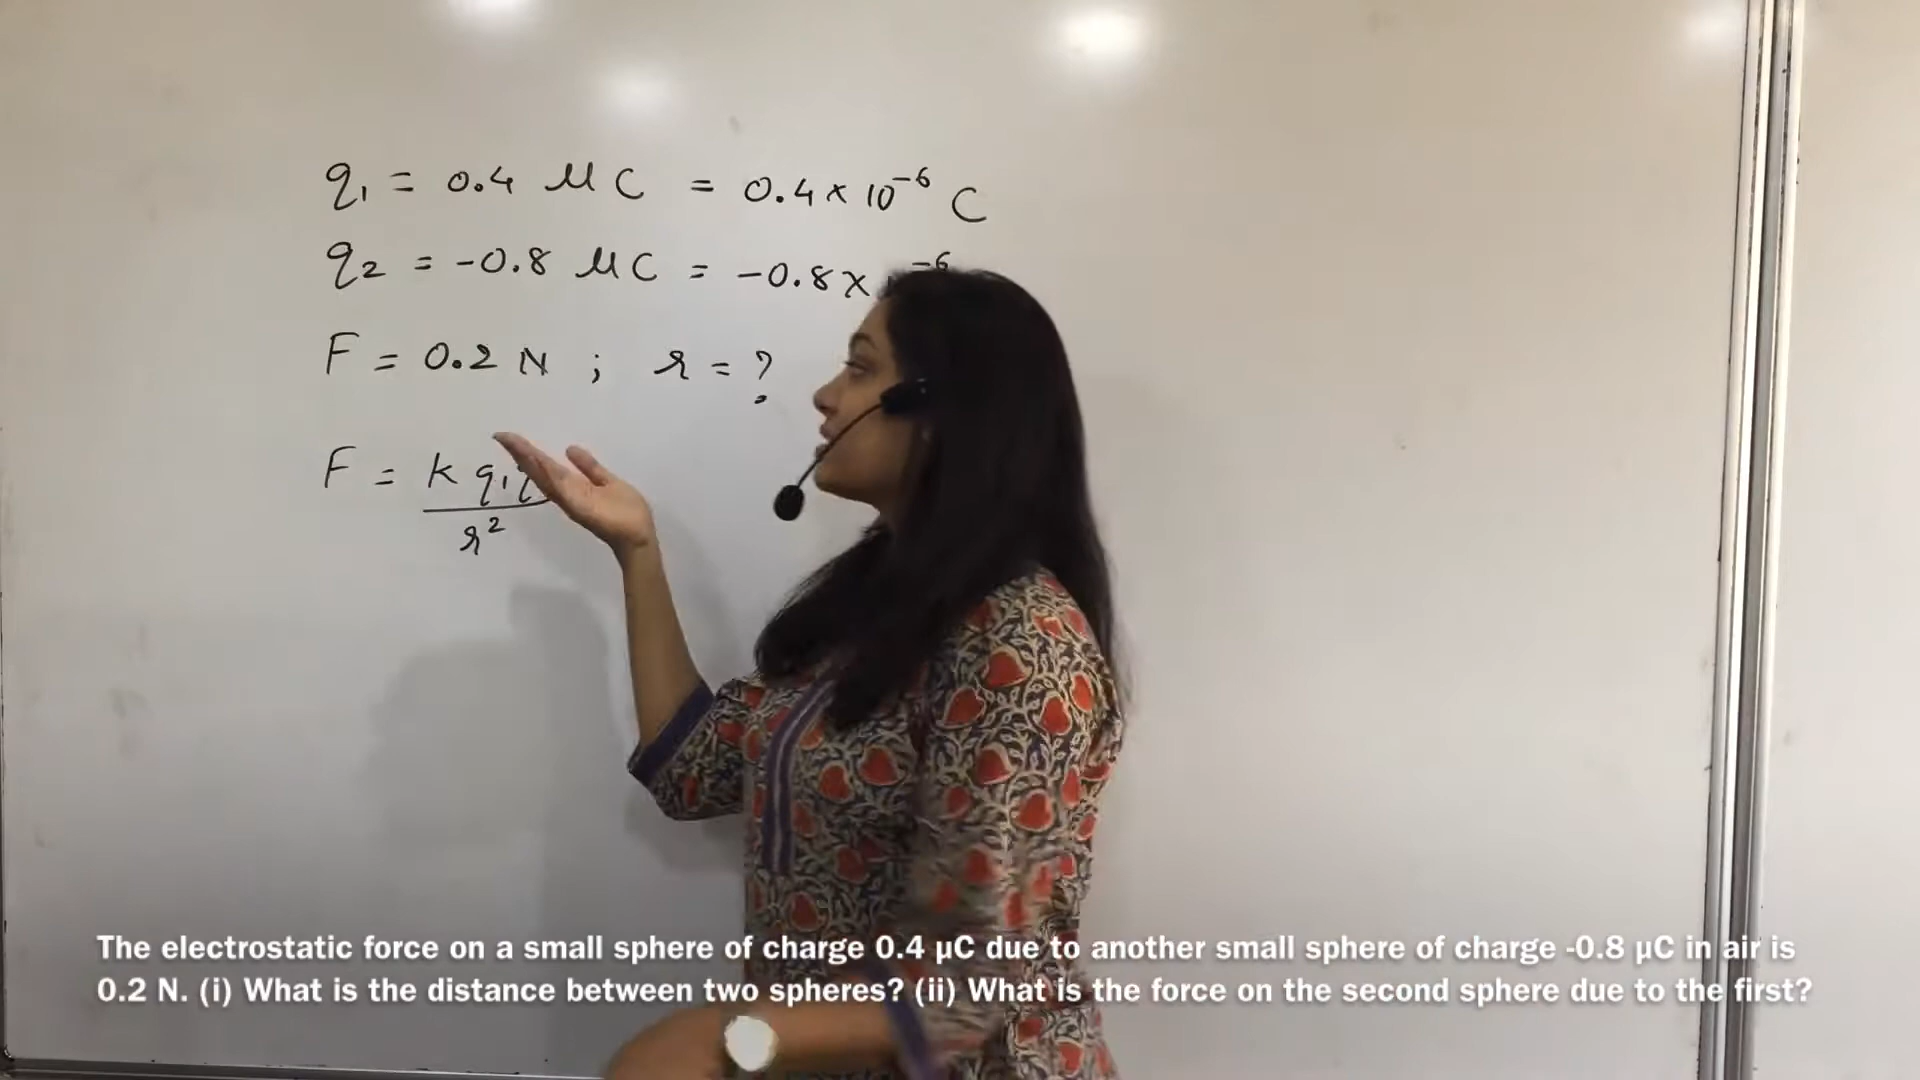 q₁ = 0.4 μC = 0.4 × 10⁻⁶ C
q₂ = -0.8 μC = -0.8 × ⁻⁶
F = 0.2 N ; r = ?
F = k q₁
r²
The electrostatic force on a small sphere of charge 0.4 µC due to another small sphere of charge -0.8 µC in air is
0.2 N. (i) What is the distance between two spheres? (ii) What is the force on the second sphere due to the first?